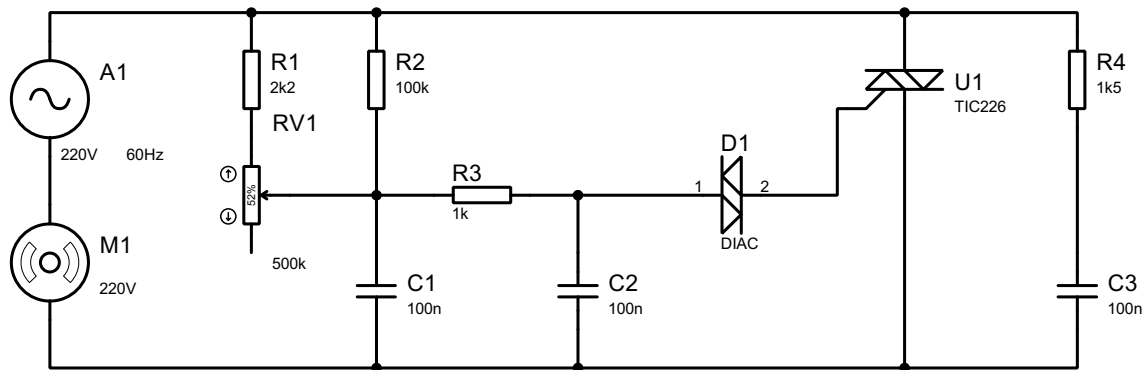 A1
220V 60Hz
M1
220V
R1
2k2
RV1
52%
500k
R2
100k
R3
1k
C1
100n
C2
100n
D1
1 2
DIAC
U1
TIC226
R4
1k5
C3
100n